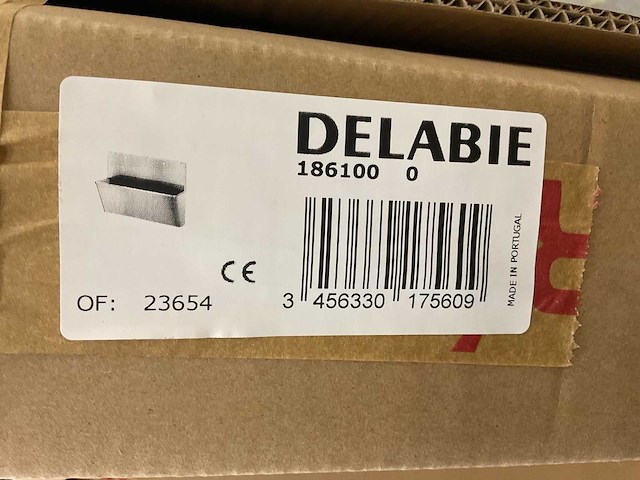 DELABIE
186100 0
CE
OF: 23654
3 456330 175609
MADE IN PORTUGAL